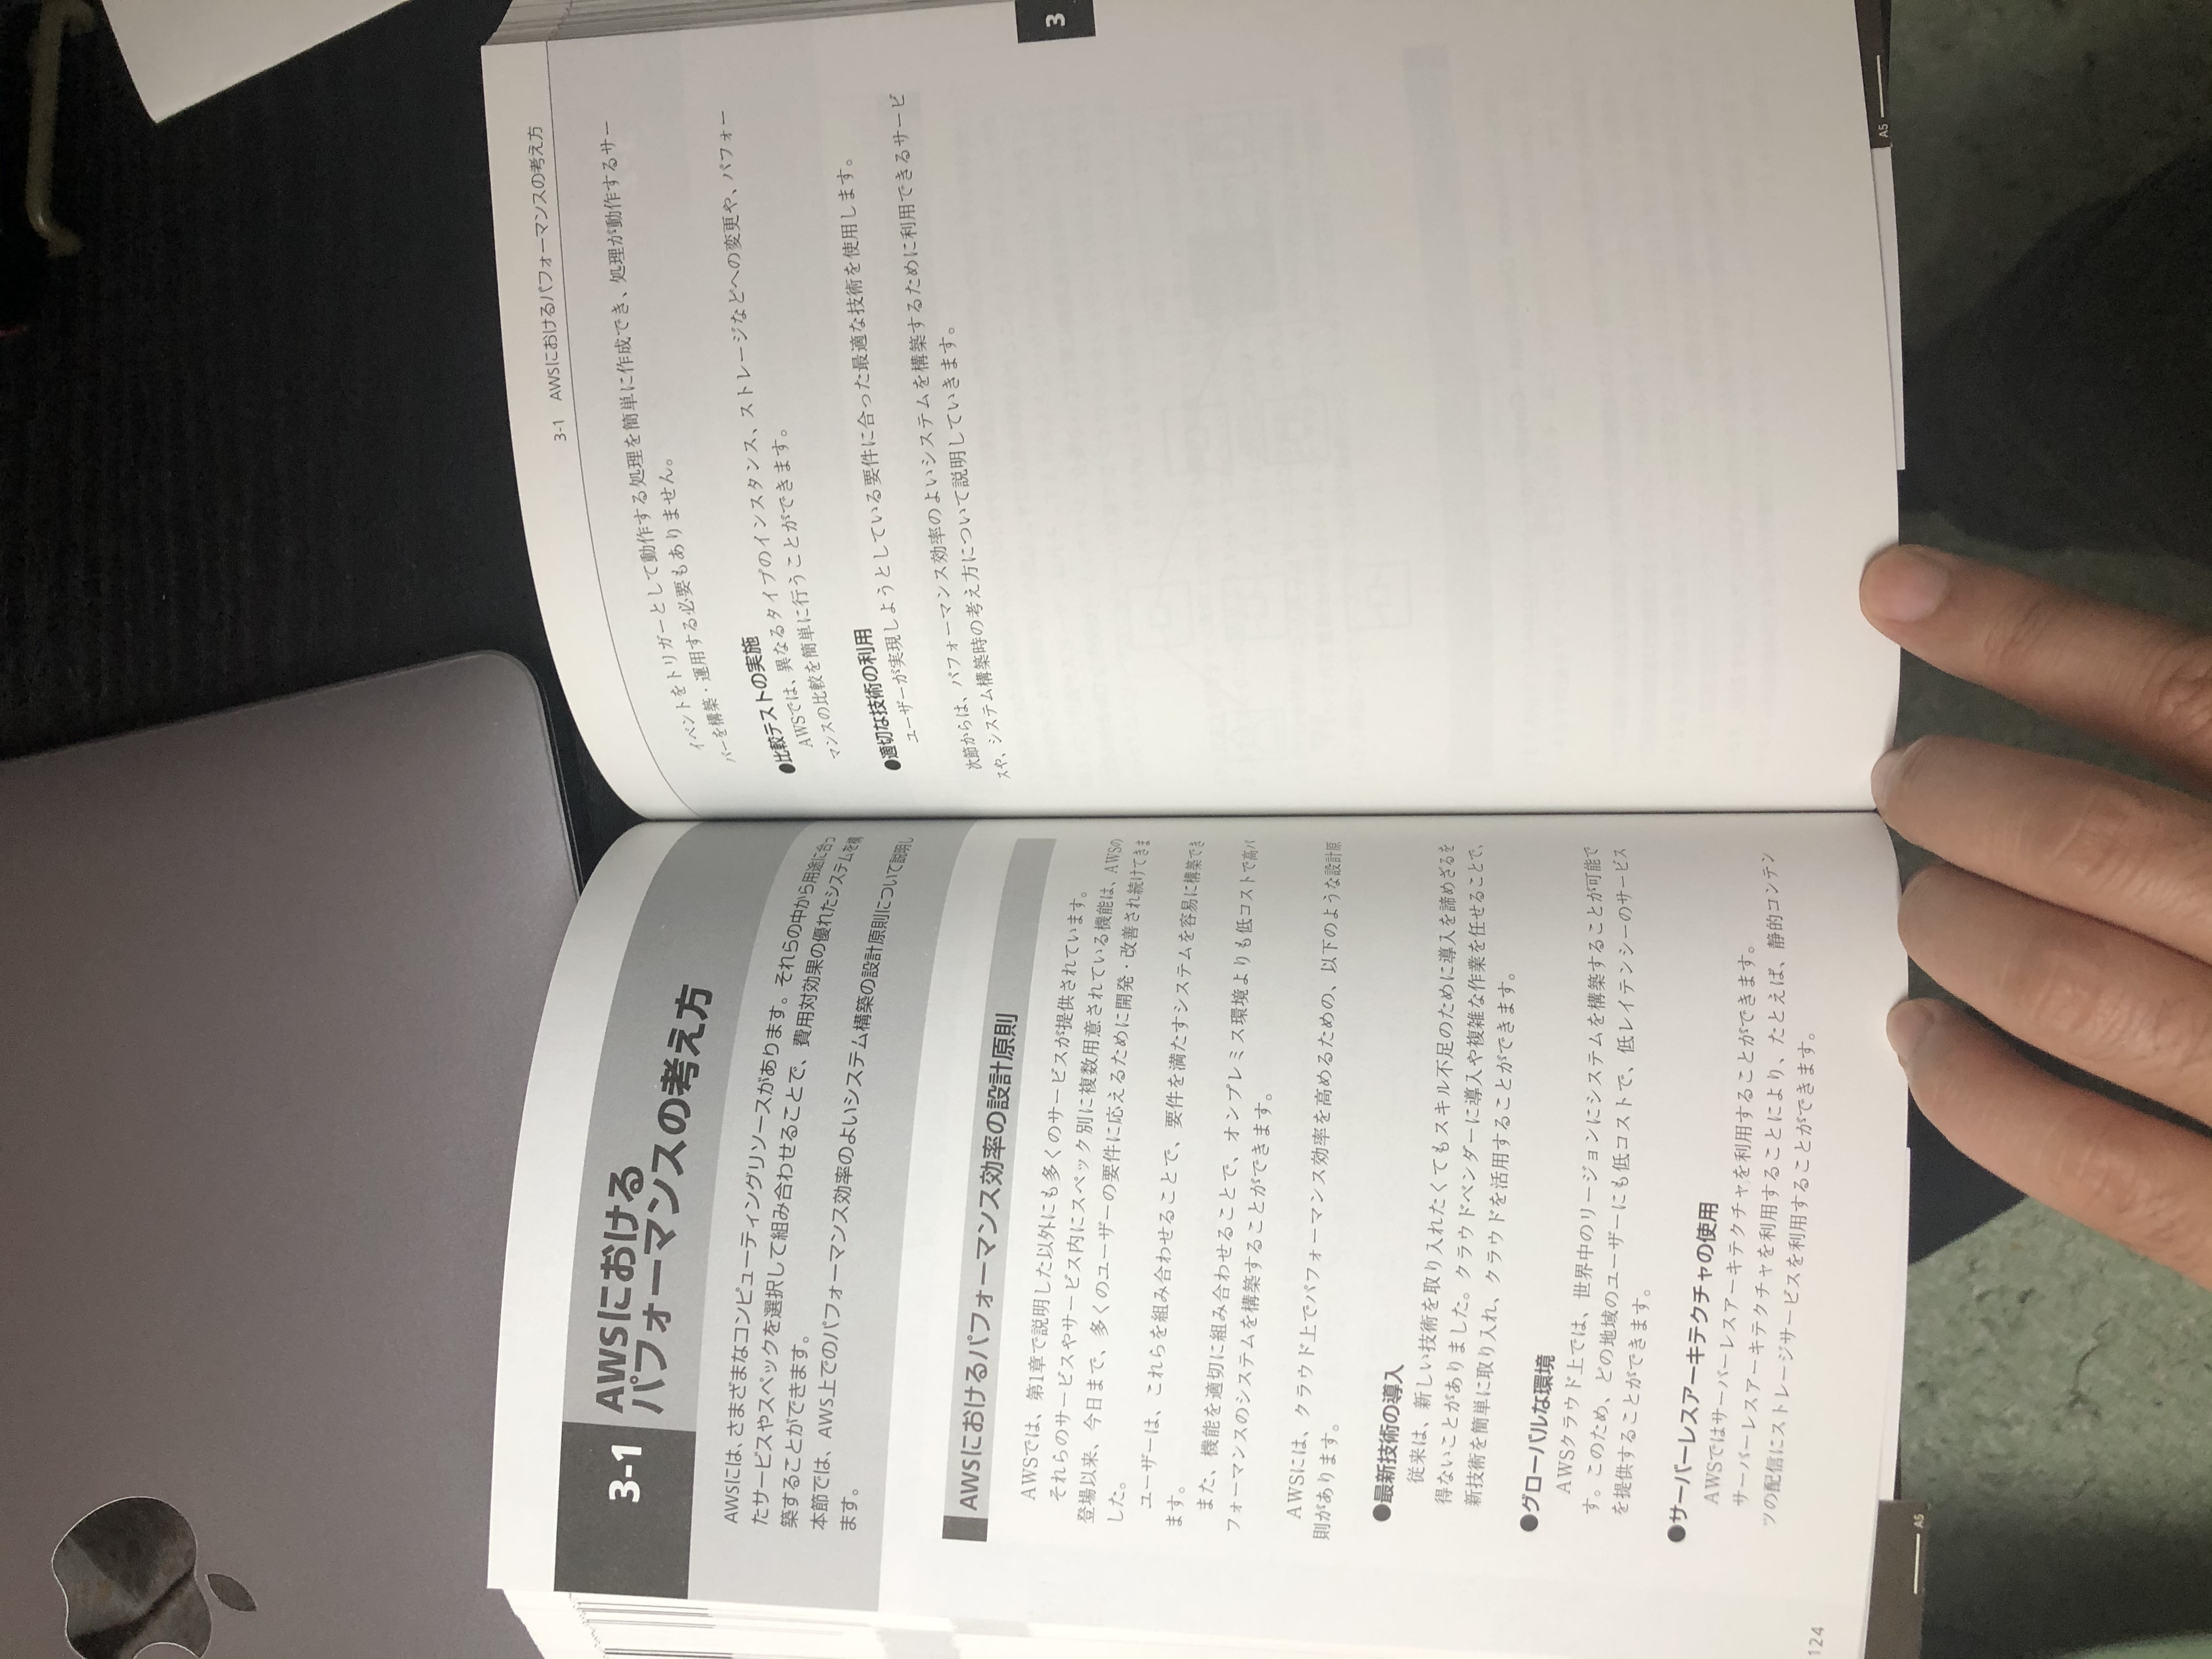 3-1
AWSにおける
パフォーマンスの考え方
AWSには、さまざまなコンピューティングリソースがあります。それらの中から用途に合っ
たサービスやスペックを選択して組み合わせることで、費用対効果の優れたシステムを構
築することができます。
本節では、AWS上でのパフォーマンス効率のよいシステム構築の設計原則について説明し
ます。
AWSにおけるパフォーマンス効率の設計原則
AWSでは、第1章で説明した以外にも多くのサービスが提供されています。
それらのサービスやサービス内にスペック別に複数用意されている機能は、AWSの
登場以来、今日まで、多くのユーザーの要件に応えるために開発・改善され続けてきま
した。
ユーザーは、これらを組み合わせることで、要件を満たすシステムを容易に構築でき
ます。
また、機能を適切に組み合わせることで、オンプレミス環境よりも低コストで高パ
フォーマンスのシステムを構築することができます。
AWSには、クラウド上でパフォーマンス効率を高めるための、以下のような設計原
則があります。
●最新技術の導入
従来は、新しい技術を取り入れたくてもスキル不足のために導入を諦めざるを
得ないことがありました。クラウドベンダーに導入や複雑な作業を任せることで、
新技術を簡単に取り入れ、クラウドを活用することができます。
●グローバルな環境
AWSクラウド上では、世界中のリージョンにシステムを構築することが可能で
す。このため、どの地域のユーザーにも低コストで、低レイテンシーのサービス
を提供することができます。
●サーバーレスアーキテクチャの使用
AWSではサーバーレスアーキテクチャを利用することができます。
サーバーレスアーキテクチャを利用することにより、たとえば、静的コンテン
ツの配信にストレージサービスを利用することができます。
124
A5
3-1 AWSにおけるパフォーマンスの考え方
イベントをトリガーとして動作する処理を簡単に作成でき、処理が動作するサー
バーを構築・運用する必要もありません。
●比較テストの実施
AWSでは、異なるタイプのインスタンス、ストレージなどへの変更や、パフォー
マンスの比較を簡単に行うことができます。
●適切な技術の利用
ユーザーが実現しようとしている要件に合った最適な技術を使用します。
次節からは、パフォーマンス効率のよいシステムを構築するために利用できるサービ
スや、システム構築時の考え方について説明していきます。
3
A5